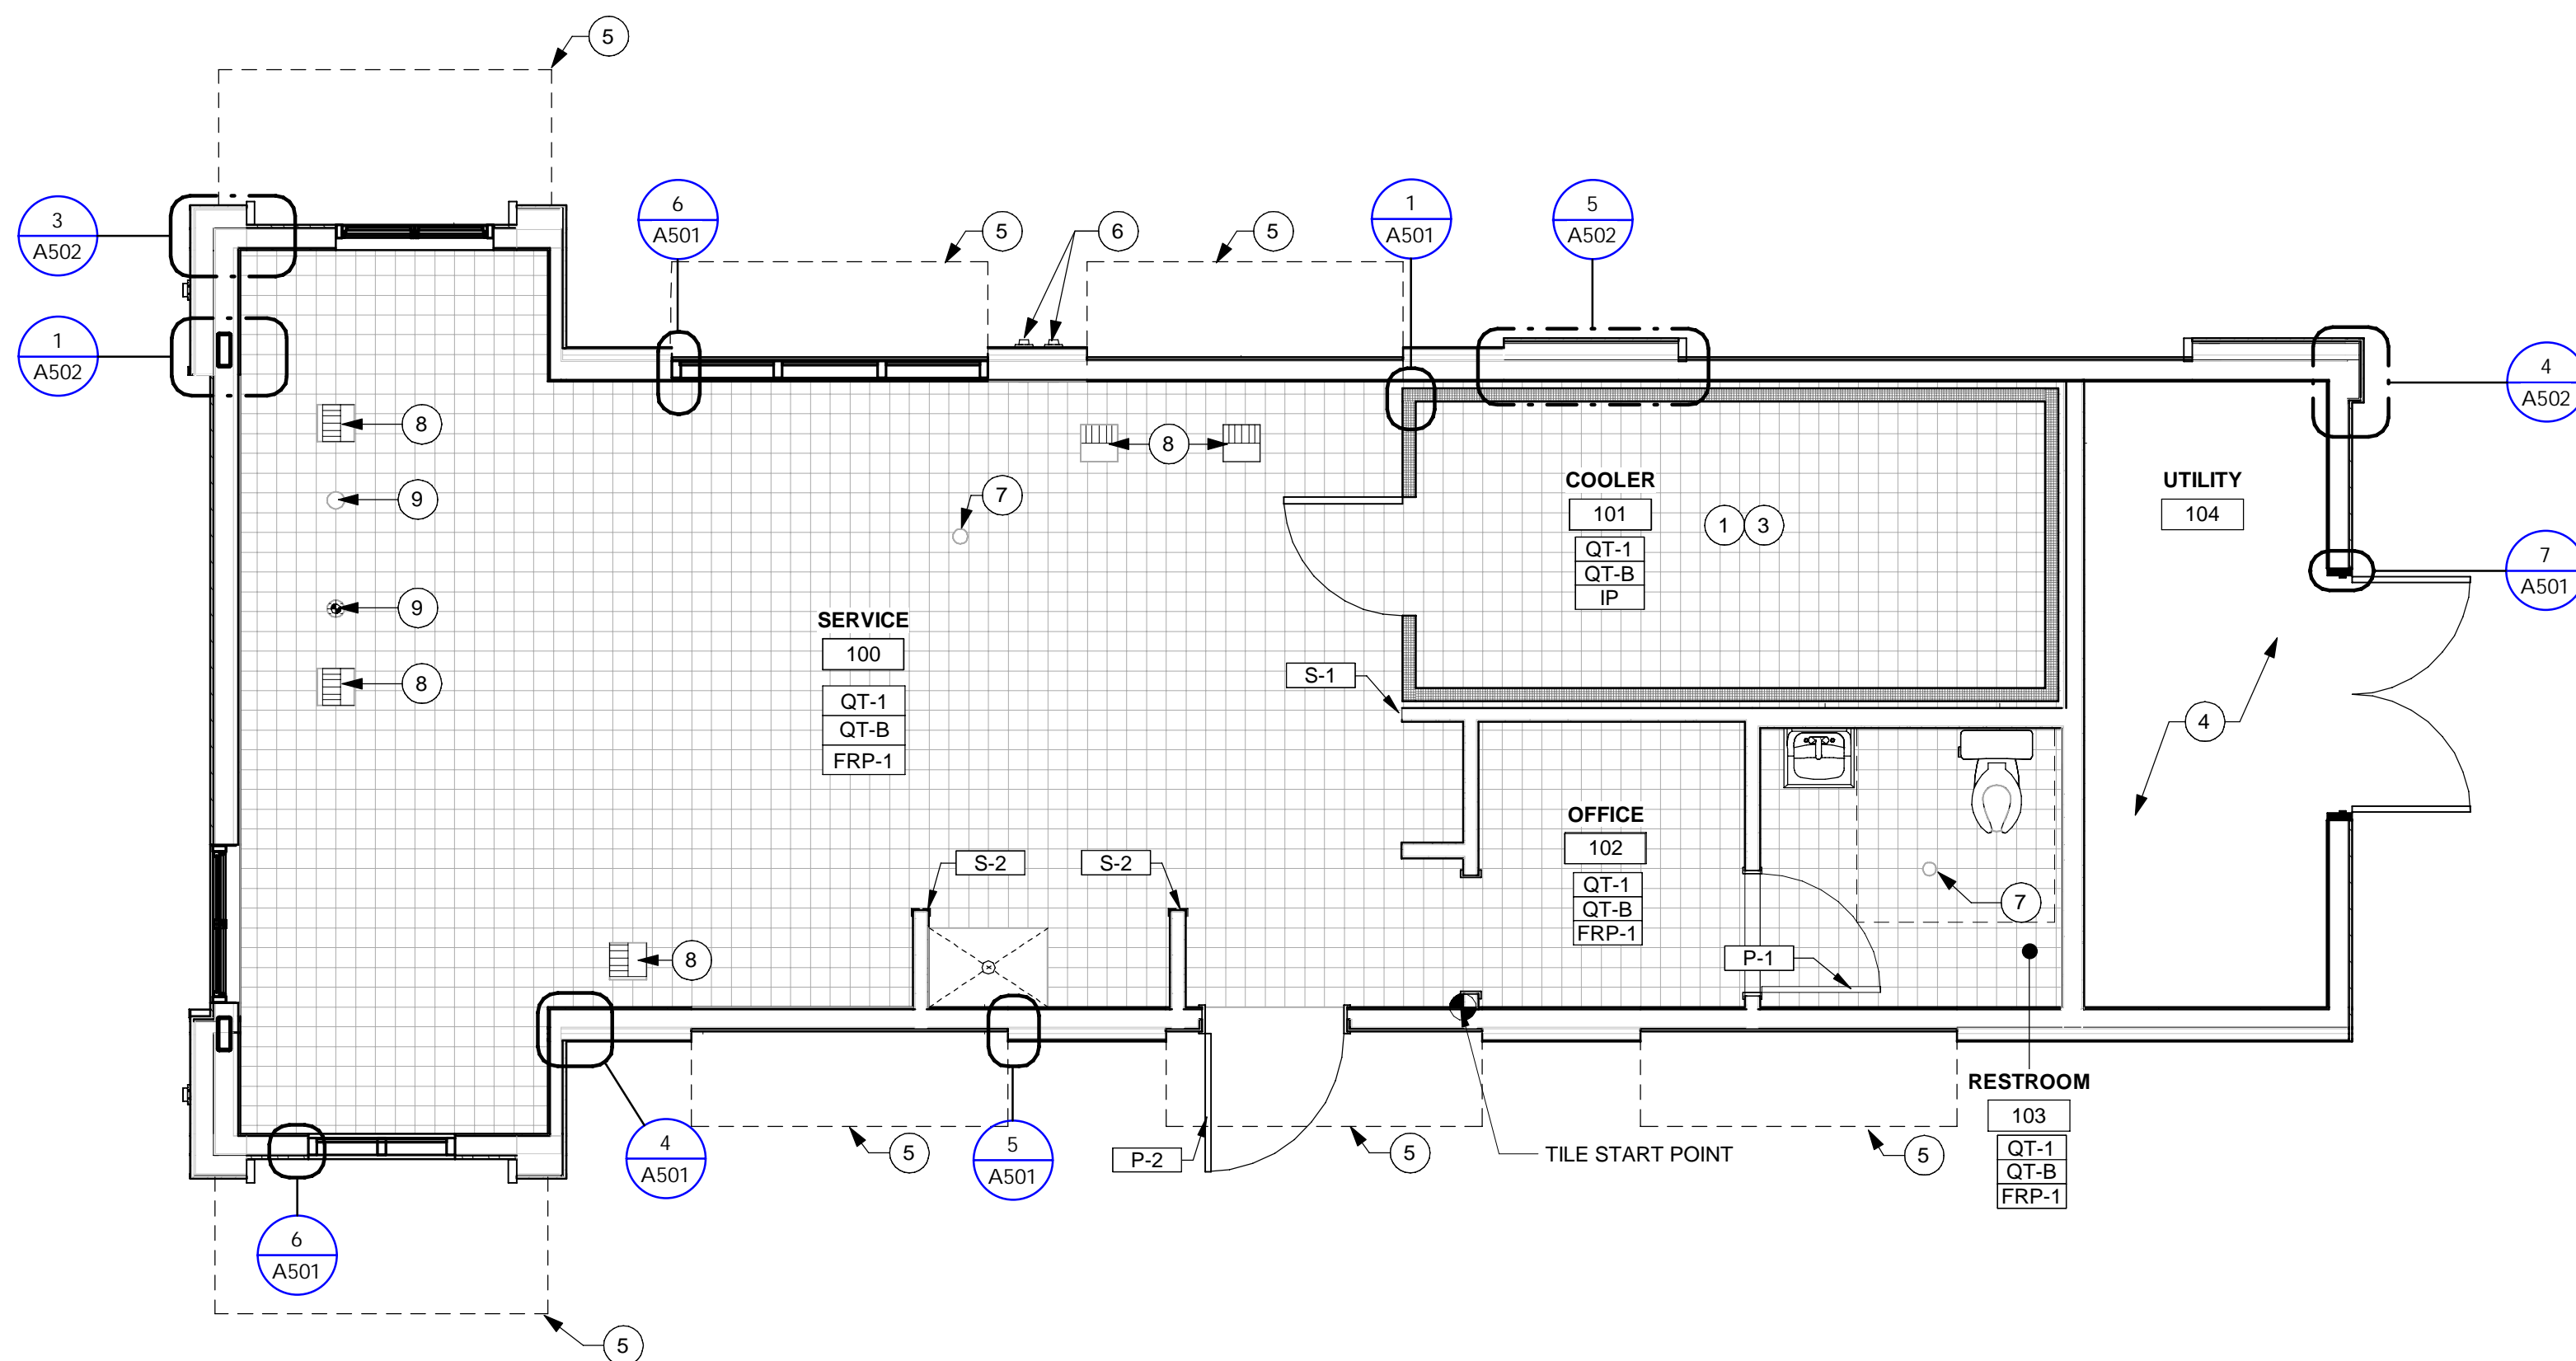 5
3
A502
6
A501
5
6
5
1
A501
5
A502
1
A502
4
A502
8
8
9
7
COOLER
101
1
3
QT-1
QT-B
IP
UTILITY
104
7
A501
9
SERVICE
100
QT-1
QT-B
FRP-1
8
S-1
4
OFFICE
102
QT-1
QT-B
FRP-1
S-2
S-2
7
8
P-1
RESTROOM
103
QT-1
QT-B
FRP-1
4
A501
5
5
A501
P-2
5
TILE START POINT
5
6
A501
5